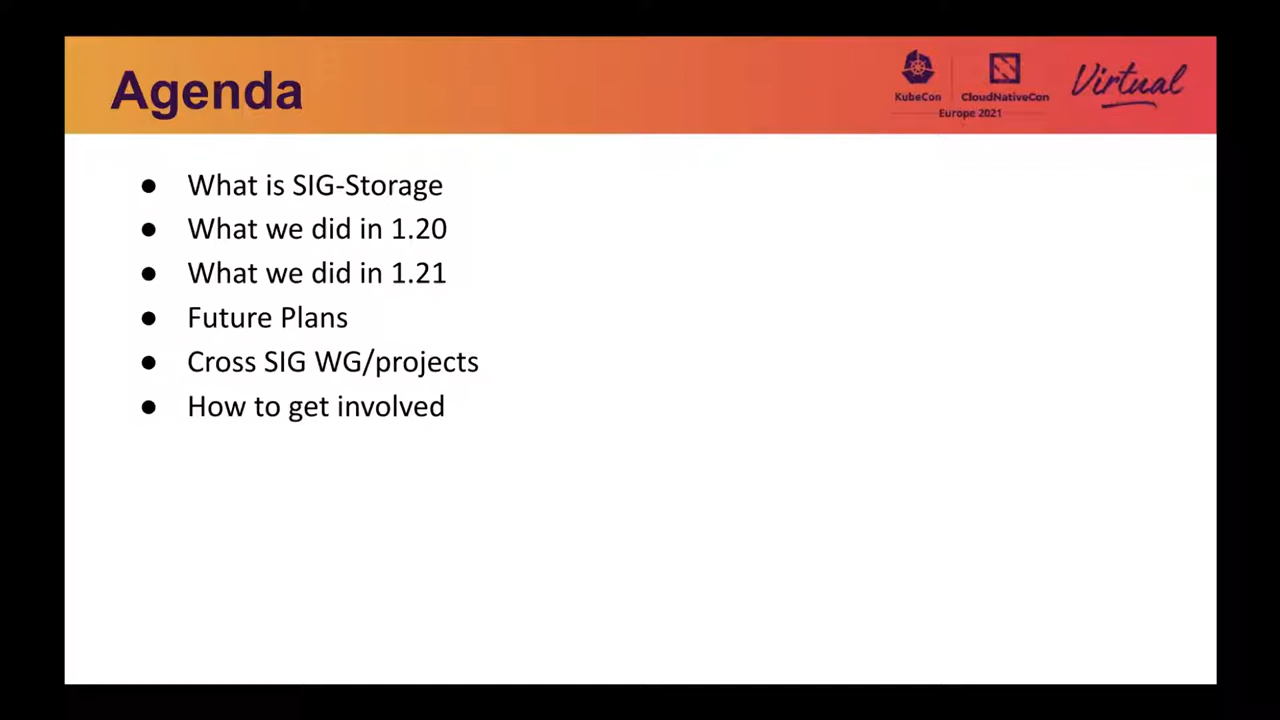 Agenda
KubeCon
CloudNativeCon
Europe 2021
Virtual
What is SIG-Storage
What we did in 1.20
What we did in 1.21
Future Plans
Cross SIG WG/projects
How to get involved